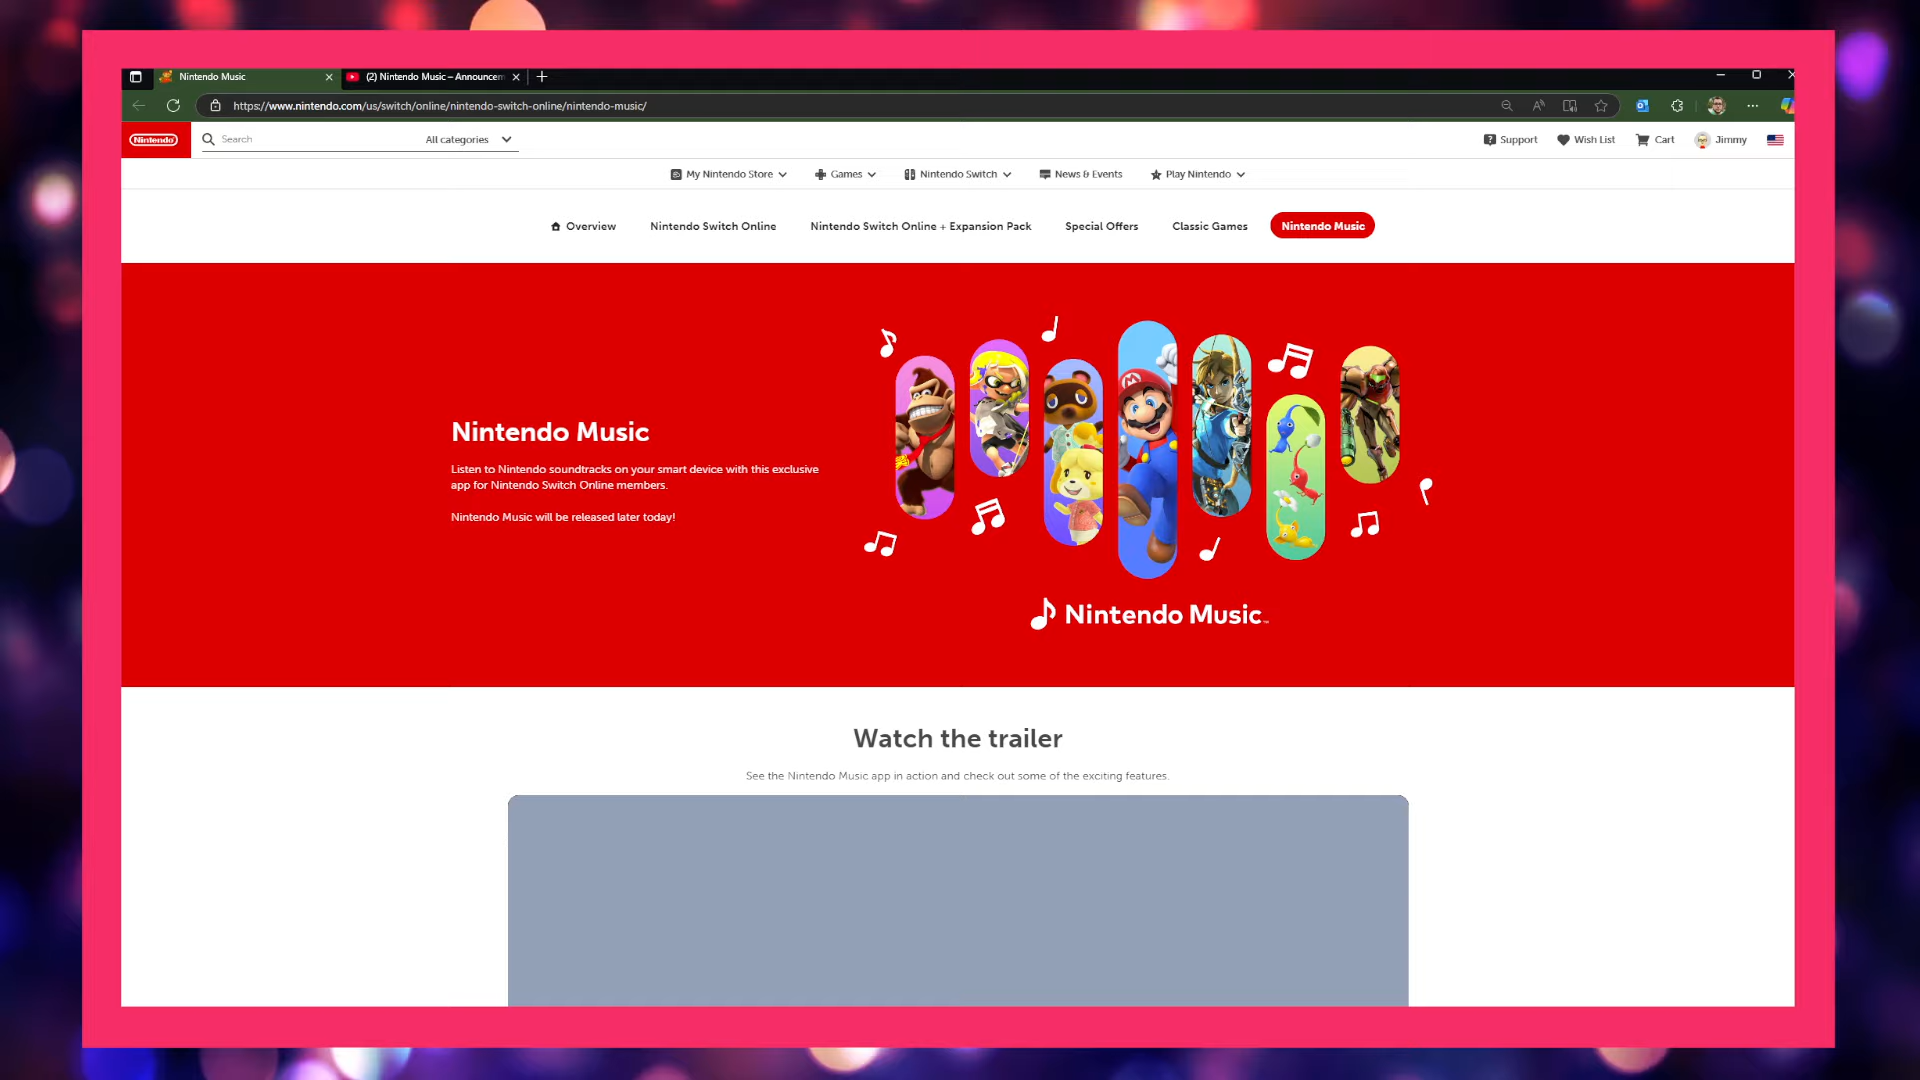 Nintendo Music
(2) Nintendo Music – Announcem
https://www.nintendo.com/us/switch/online/nintendo-switch-online/nintendo-music/
Nintendo
Search
All categories
Support
Wish List
Cart
Jimmy
My Nintendo Store
Games
Nintendo Switch
News & Events
Play Nintendo
Overview
Nintendo Switch Online
Nintendo Switch Online + Expansion Pack
Special Offers
Classic Games
Nintendo Music
Nintendo Music
Listen to Nintendo soundtracks on your smart device with this exclusive
app for Nintendo Switch Online members.
Nintendo Music will be released later today!
M
Nintendo Music™
Watch the trailer
See the Nintendo Music app in action and check out some of the exciting features.